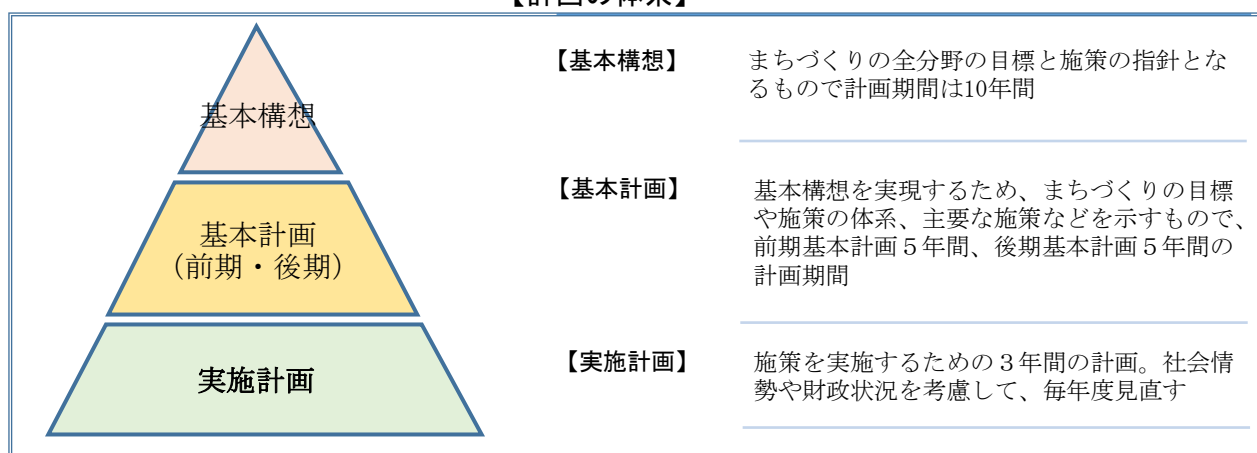 【計画の体系】
基本構想
基本計画
（前期・後期）
実施計画
【基本構想】
まちづくりの全分野の目標と施策の指針とな
るもので計画期間は10年間
【基本計画】
基本構想を実現するため、まちづくりの目標
や施策の体系、主要な施策などを示すもので、
前期基本計画５年間、後期基本計画５年間の
計画期間
【実施計画】
施策を実施するための３年間の計画。社会情
勢や財政状況を考慮して、毎年度見直す